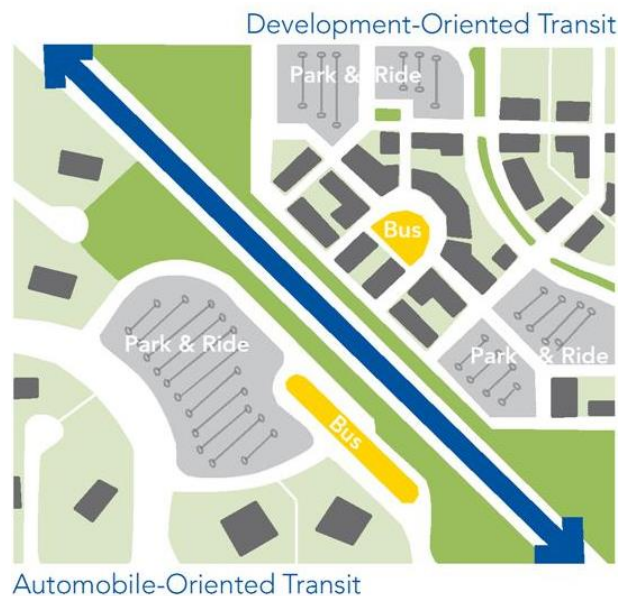 Development-Oriented Transit
Park & Ride
Bus
Park & Ride
Park & Ride
Bus
Automobile-Oriented Transit